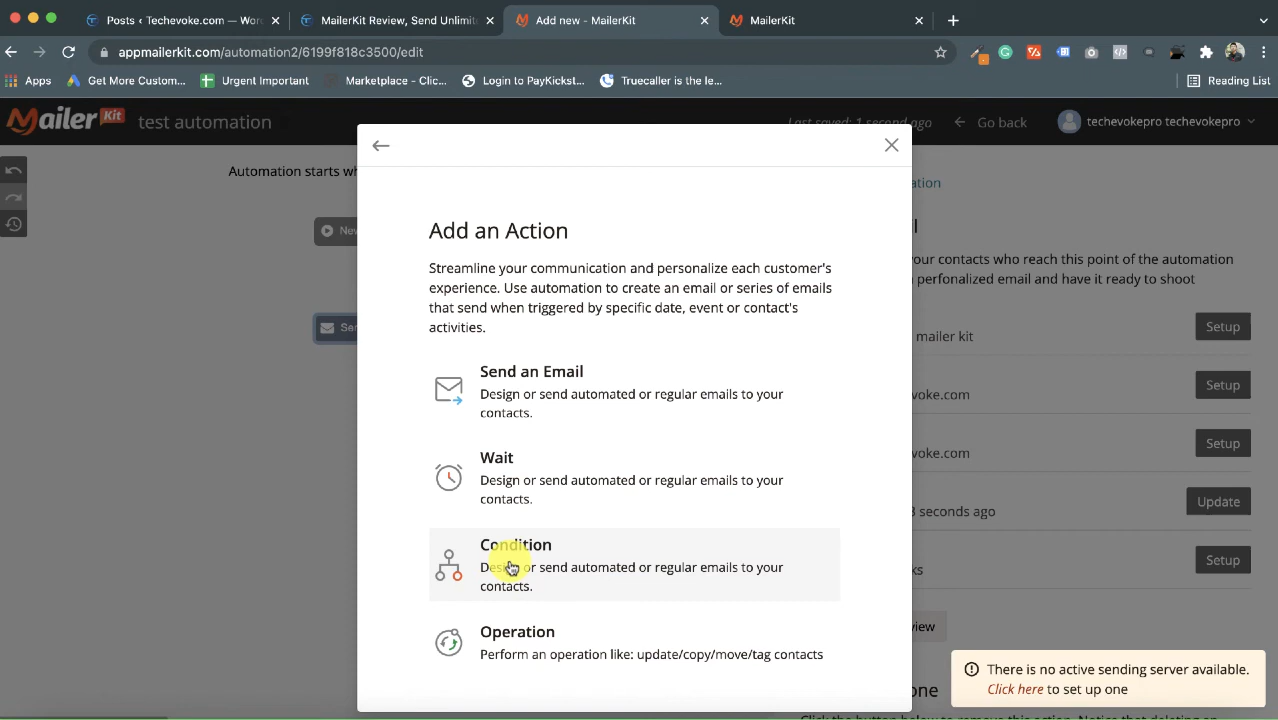 Posts ‹ Techevoke.com — Wor
MailerKit Review, Send Unlimit
Add new - MailerKit
MailerKit
appmailerkit.com/automation2/6199f818c3500/edit
Apps
Get More Custom...
Urgent Important
Marketplace - Clic...
Login to PayKickst...
Truecaller is the le...
Reading List
Mailer Kit
test automation
Last saved: 1 second ago
Go back
techevokepro techevokepro
Automation starts wh
ation
Add an Action
Streamline your communication and personalize each customer's
experience. Use automation to create an email or series of emails
that send when triggered by specific date, event or contact's
activities.
your contacts who reach this point of the automation
perfonalized email and have it ready to shoot
mailer kit
Setup
Send an Email
Design or send automated or regular emails to your
contacts.
voke.com
Setup
Wait
Design or send automated or regular emails to your
contacts.
voke.com
Setup
seconds ago
Update
Condition
Design or send automated or regular emails to your
contacts.
ks
Setup
Operation
Perform an operation like: update/copy/move/tag contacts
view
There is no active sending server available.
Click here to set up one
one